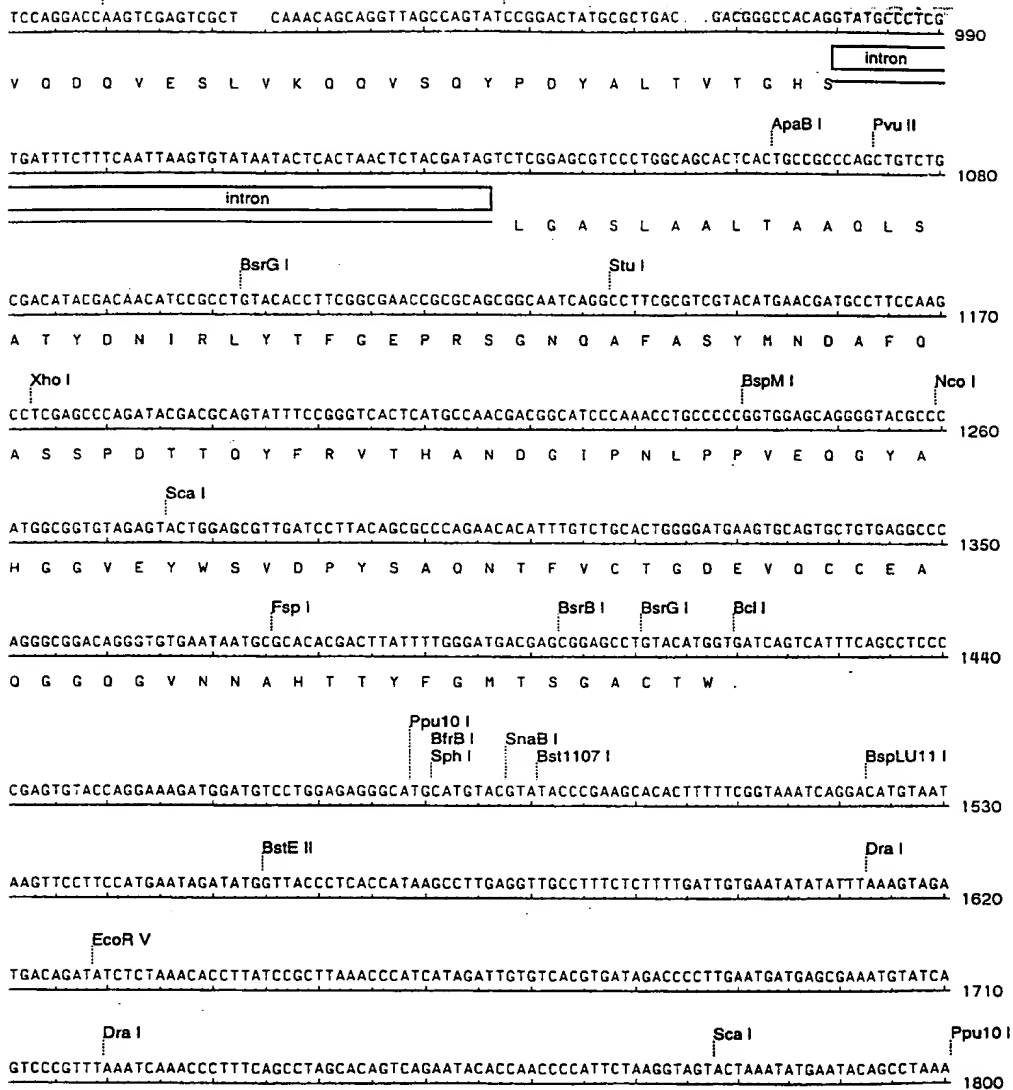 TCCAGGACCAAGTCGAGTCGCT CAAACAGCAGGTTAGCCAGTATCCGGACTATGCGCTGAC. .GACGGGCCACAGGTATGCCCTCG 990
intron
V Q D Q V E S L V K Q Q V S Q Y P D Y A L T V T G H S
ApaB I Pvu II
TGATTTCTTTCAATTAAGTGTATAATACTCACTAACTCTACGATAGTCTCGGAGCGTCCCTGGCAGCACTCACTGCCGCCCAGCTGTCTG 1080
intron
L G A S L A A L T A A Q L S
BsrG I Stu I
CGACATACGACAACATCCGCCTGTACACCTTCGGCGAACCGCGCAGCGGCAATCAGGCCTTCGCGTCGTACATGAACGATGCCTTCCAAG 1170
A T Y D N I R L Y T F G E P R S G N Q A F A S Y M N D A F Q
Xho I BspM I Nco I
CCTCGAGCCCAGATACGACGCAGTATTTCCGGGTCACTCATGCCAACGACGGCATCCCAAACCTGCCCCCGGTGGAGCAGGGGTACGCCC 1260
A S S P D T T Q Y F R V T H A N D G I P N L P P V E Q G Y A
Sca I
ATGGCGGTGTAGAGTACTGGAGCGTTGATCCTTACAGCGCCCAGAACACATTTGTCTGCACTGGGGATGAAGTGCAGTGCTGTGAGGCCC 1350
H G G V E Y W S V D P Y S A Q N T F V C T G D E V Q C C E A
Fsp I BsrB I BsrG I Bcl I
AGGGCGGACAGGGTGTGAATAATGCGCACACGACTTATTTTGGGATGACGAGCGGAGCCTGTACATGGTGATCAGTCATTTCAGCCTCCC 1440
Q G G Q G V N N A H T T Y F G M T S G A C T W .
Ppu10 I
BfrB I SnaB I
Sph I Bst1107 I BspLU11 I
CGAGTGTACCAGGAAAGATGGATGTCCTGGAGAGGGCATGCATGTACGTATACCCGAAGCACACTTTTTCGGTAAATCAGGACATGTAAT 1530
BstE II Dra I
AAGTTCCTTCCATGAATAGATATGGTTACCCTCACCATAAGCCTTGAGGTTGCCTTTCTCTTTTGATTGTGAATATATATTTAAAGTAGA 1620
EcoR V
TGACAGATATCTCTAAACACCTTATCCGCTTAAACCCATCATAGATTGTGTCACGTGATAGACCCCTTGAATGATGAGCGAAATGTATCA 1710
Dra I Sca I Ppu10 I
GTCCCGTTTAAATCAAACCCTTTCAGCCTAGCACAGTCAGAATACACCAACCCCATTCTAAGGTAGTACTAAATATGAATACAGCCTAAA 1800